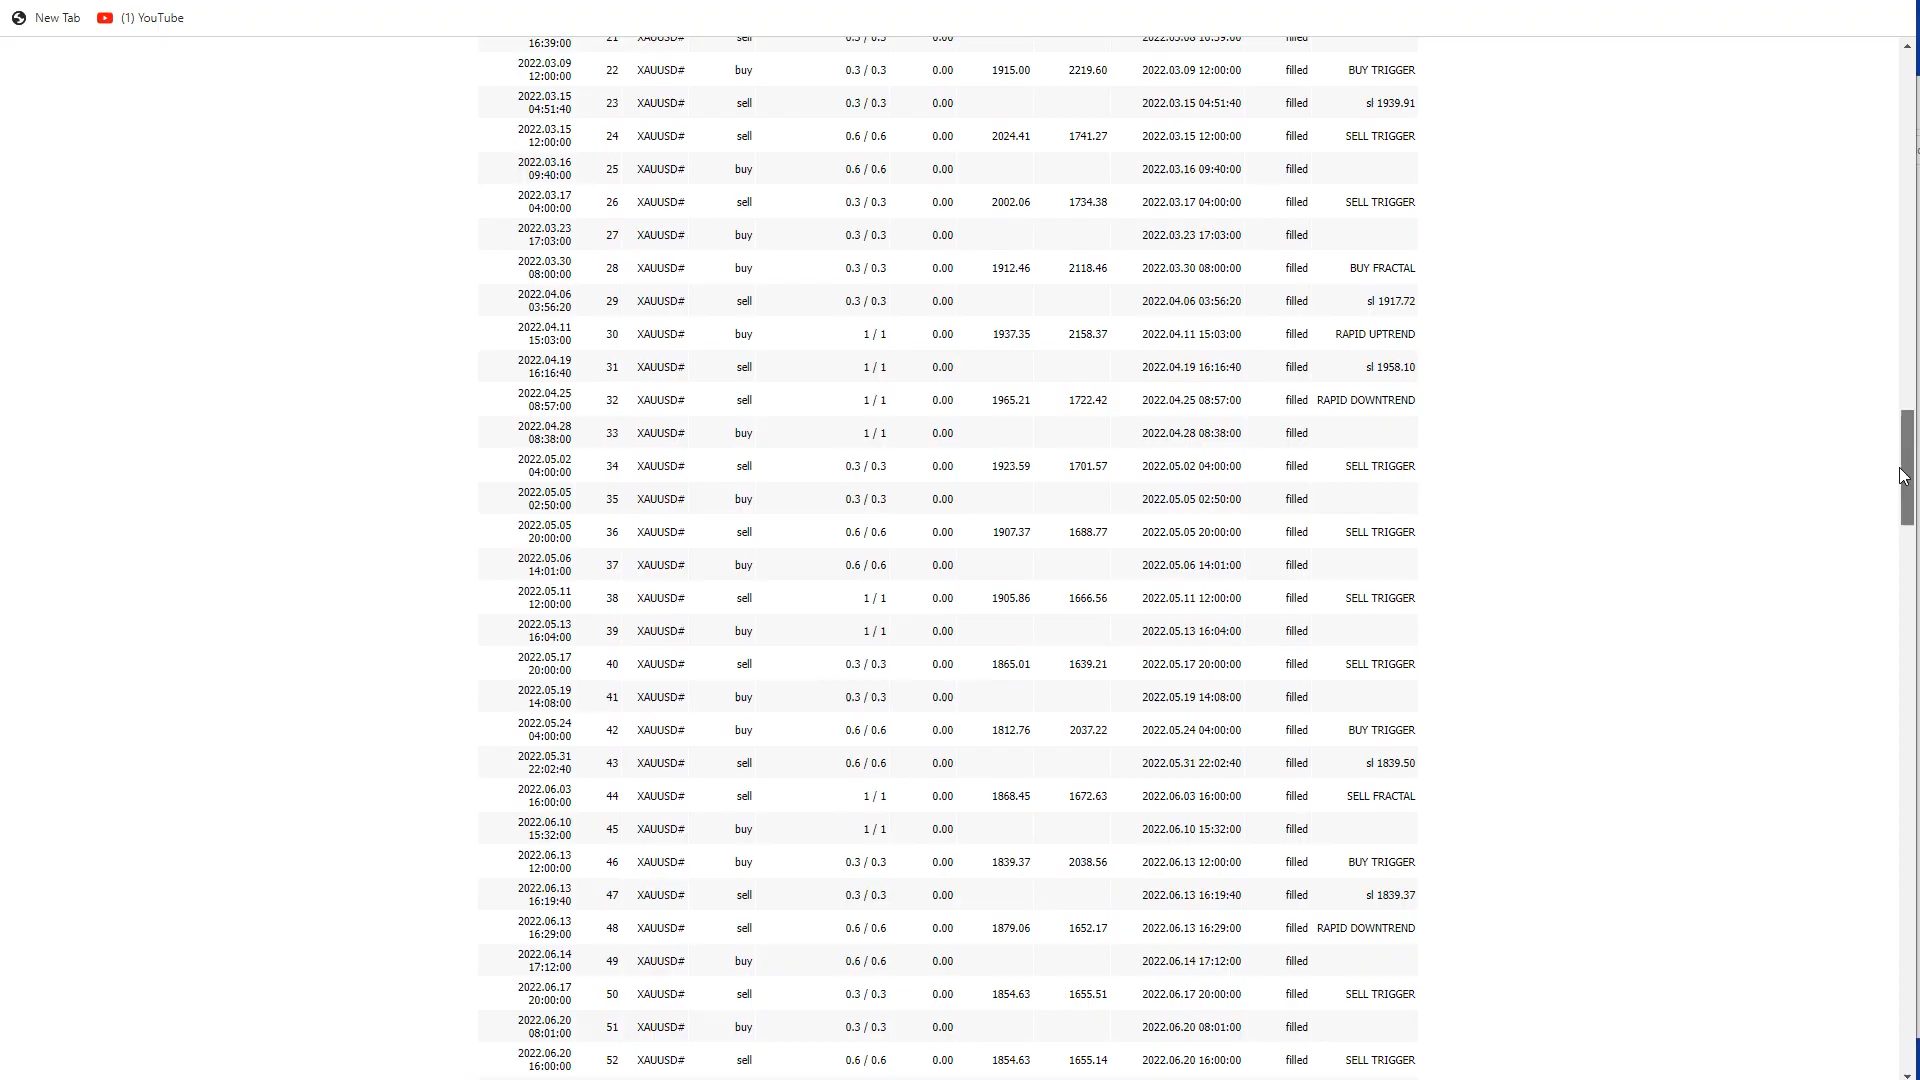 New Tab (1) YouTube
16:39:00 21 XAUUSD# sell 0.3 / 0.3 0.00 2022.03.08 16:39:00 filled
2022.03.09 12:00:00 22 XAUUSD# buy 0.3 / 0.3 0.00 1915.00 2219.60 2022.03.09 12:00:00 filled BUY TRIGGER
2022.03.15 04:51:40 23 XAUUSD# sell 0.3 / 0.3 0.00 2022.03.15 04:51:40 filled sl 1939.91
2022.03.15 12:00:00 24 XAUUSD# sell 0.6 / 0.6 0.00 2024.41 1741.27 2022.03.15 12:00:00 filled SELL TRIGGER
2022.03.16 09:40:00 25 XAUUSD# buy 0.6 / 0.6 0.00 2022.03.16 09:40:00 filled
2022.03.17 04:00:00 26 XAUUSD# sell 0.3 / 0.3 0.00 2002.06 1734.38 2022.03.17 04:00:00 filled SELL TRIGGER
2022.03.23 17:03:00 27 XAUUSD# buy 0.3 / 0.3 0.00 2022.03.23 17:03:00 filled
2022.03.30 08:00:00 28 XAUUSD# buy 0.3 / 0.3 0.00 1912.46 2118.46 2022.03.30 08:00:00 filled BUY FRACTAL
2022.04.06 03:56:20 29 XAUUSD# sell 0.3 / 0.3 0.00 2022.04.06 03:56:20 filled sl 1917.72
2022.04.11 15:03:00 30 XAUUSD# buy 1 / 1 0.00 1937.35 2158.37 2022.04.11 15:03:00 filled RAPID UPTREND
2022.04.19 16:16:40 31 XAUUSD# sell 1 / 1 0.00 2022.04.19 16:16:40 filled sl 1958.10
2022.04.25 08:57:00 32 XAUUSD# sell 1 / 1 0.00 1965.21 1722.42 2022.04.25 08:57:00 filled RAPID DOWNTREND
2022.04.28 08:38:00 33 XAUUSD# buy 1 / 1 0.00 2022.04.28 08:38:00 filled
2022.05.02 04:00:00 34 XAUUSD# sell 0.3 / 0.3 0.00 1923.59 1701.57 2022.05.02 04:00:00 filled SELL TRIGGER
2022.05.05 02:50:00 35 XAUUSD# buy 0.3 / 0.3 0.00 2022.05.05 02:50:00 filled
2022.05.05 20:00:00 36 XAUUSD# sell 0.6 / 0.6 0.00 1907.37 1688.77 2022.05.05 20:00:00 filled SELL TRIGGER
2022.05.06 14:01:00 37 XAUUSD# buy 0.6 / 0.6 0.00 2022.05.06 14:01:00 filled
2022.05.11 12:00:00 38 XAUUSD# sell 1 / 1 0.00 1905.86 1666.56 2022.05.11 12:00:00 filled SELL TRIGGER
2022.05.13 16:04:00 39 XAUUSD# buy 1 / 1 0.00 2022.05.13 16:04:00 filled
2022.05.17 20:00:00 40 XAUUSD# sell 0.3 / 0.3 0.00 1865.01 1639.21 2022.05.17 20:00:00 filled SELL TRIGGER
2022.05.19 14:08:00 41 XAUUSD# buy 0.3 / 0.3 0.00 2022.05.19 14:08:00 filled
2022.05.24 04:00:00 42 XAUUSD# buy 0.6 / 0.6 0.00 1812.76 2037.22 2022.05.24 04:00:00 filled BUY TRIGGER
2022.05.31 22:02:40 43 XAUUSD# sell 0.6 / 0.6 0.00 2022.05.31 22:02:40 filled sl 1839.50
2022.06.03 16:00:00 44 XAUUSD# sell 1 / 1 0.00 1868.45 1672.63 2022.06.03 16:00:00 filled SELL FRACTAL
2022.06.10 15:32:00 45 XAUUSD# buy 1 / 1 0.00 2022.06.10 15:32:00 filled
2022.06.13 12:00:00 46 XAUUSD# buy 0.3 / 0.3 0.00 1839.37 2038.56 2022.06.13 12:00:00 filled BUY TRIGGER
2022.06.13 16:19:40 47 XAUUSD# sell 0.3 / 0.3 0.00 2022.06.13 16:19:40 filled sl 1839.37
2022.06.13 16:29:00 48 XAUUSD# sell 0.6 / 0.6 0.00 1879.06 1652.17 2022.06.13 16:29:00 filled RAPID DOWNTREND
2022.06.14 17:12:00 49 XAUUSD# buy 0.6 / 0.6 0.00 2022.06.14 17:12:00 filled
2022.06.17 20:00:00 50 XAUUSD# sell 0.3 / 0.3 0.00 1854.63 1655.51 2022.06.17 20:00:00 filled SELL TRIGGER
2022.06.20 08:01:00 51 XAUUSD# buy 0.3 / 0.3 0.00 2022.06.20 08:01:00 filled
2022.06.20 16:00:00 52 XAUUSD# sell 0.6 / 0.6 0.00 1854.63 1655.14 2022.06.20 16:00:00 filled SELL TRIGGER